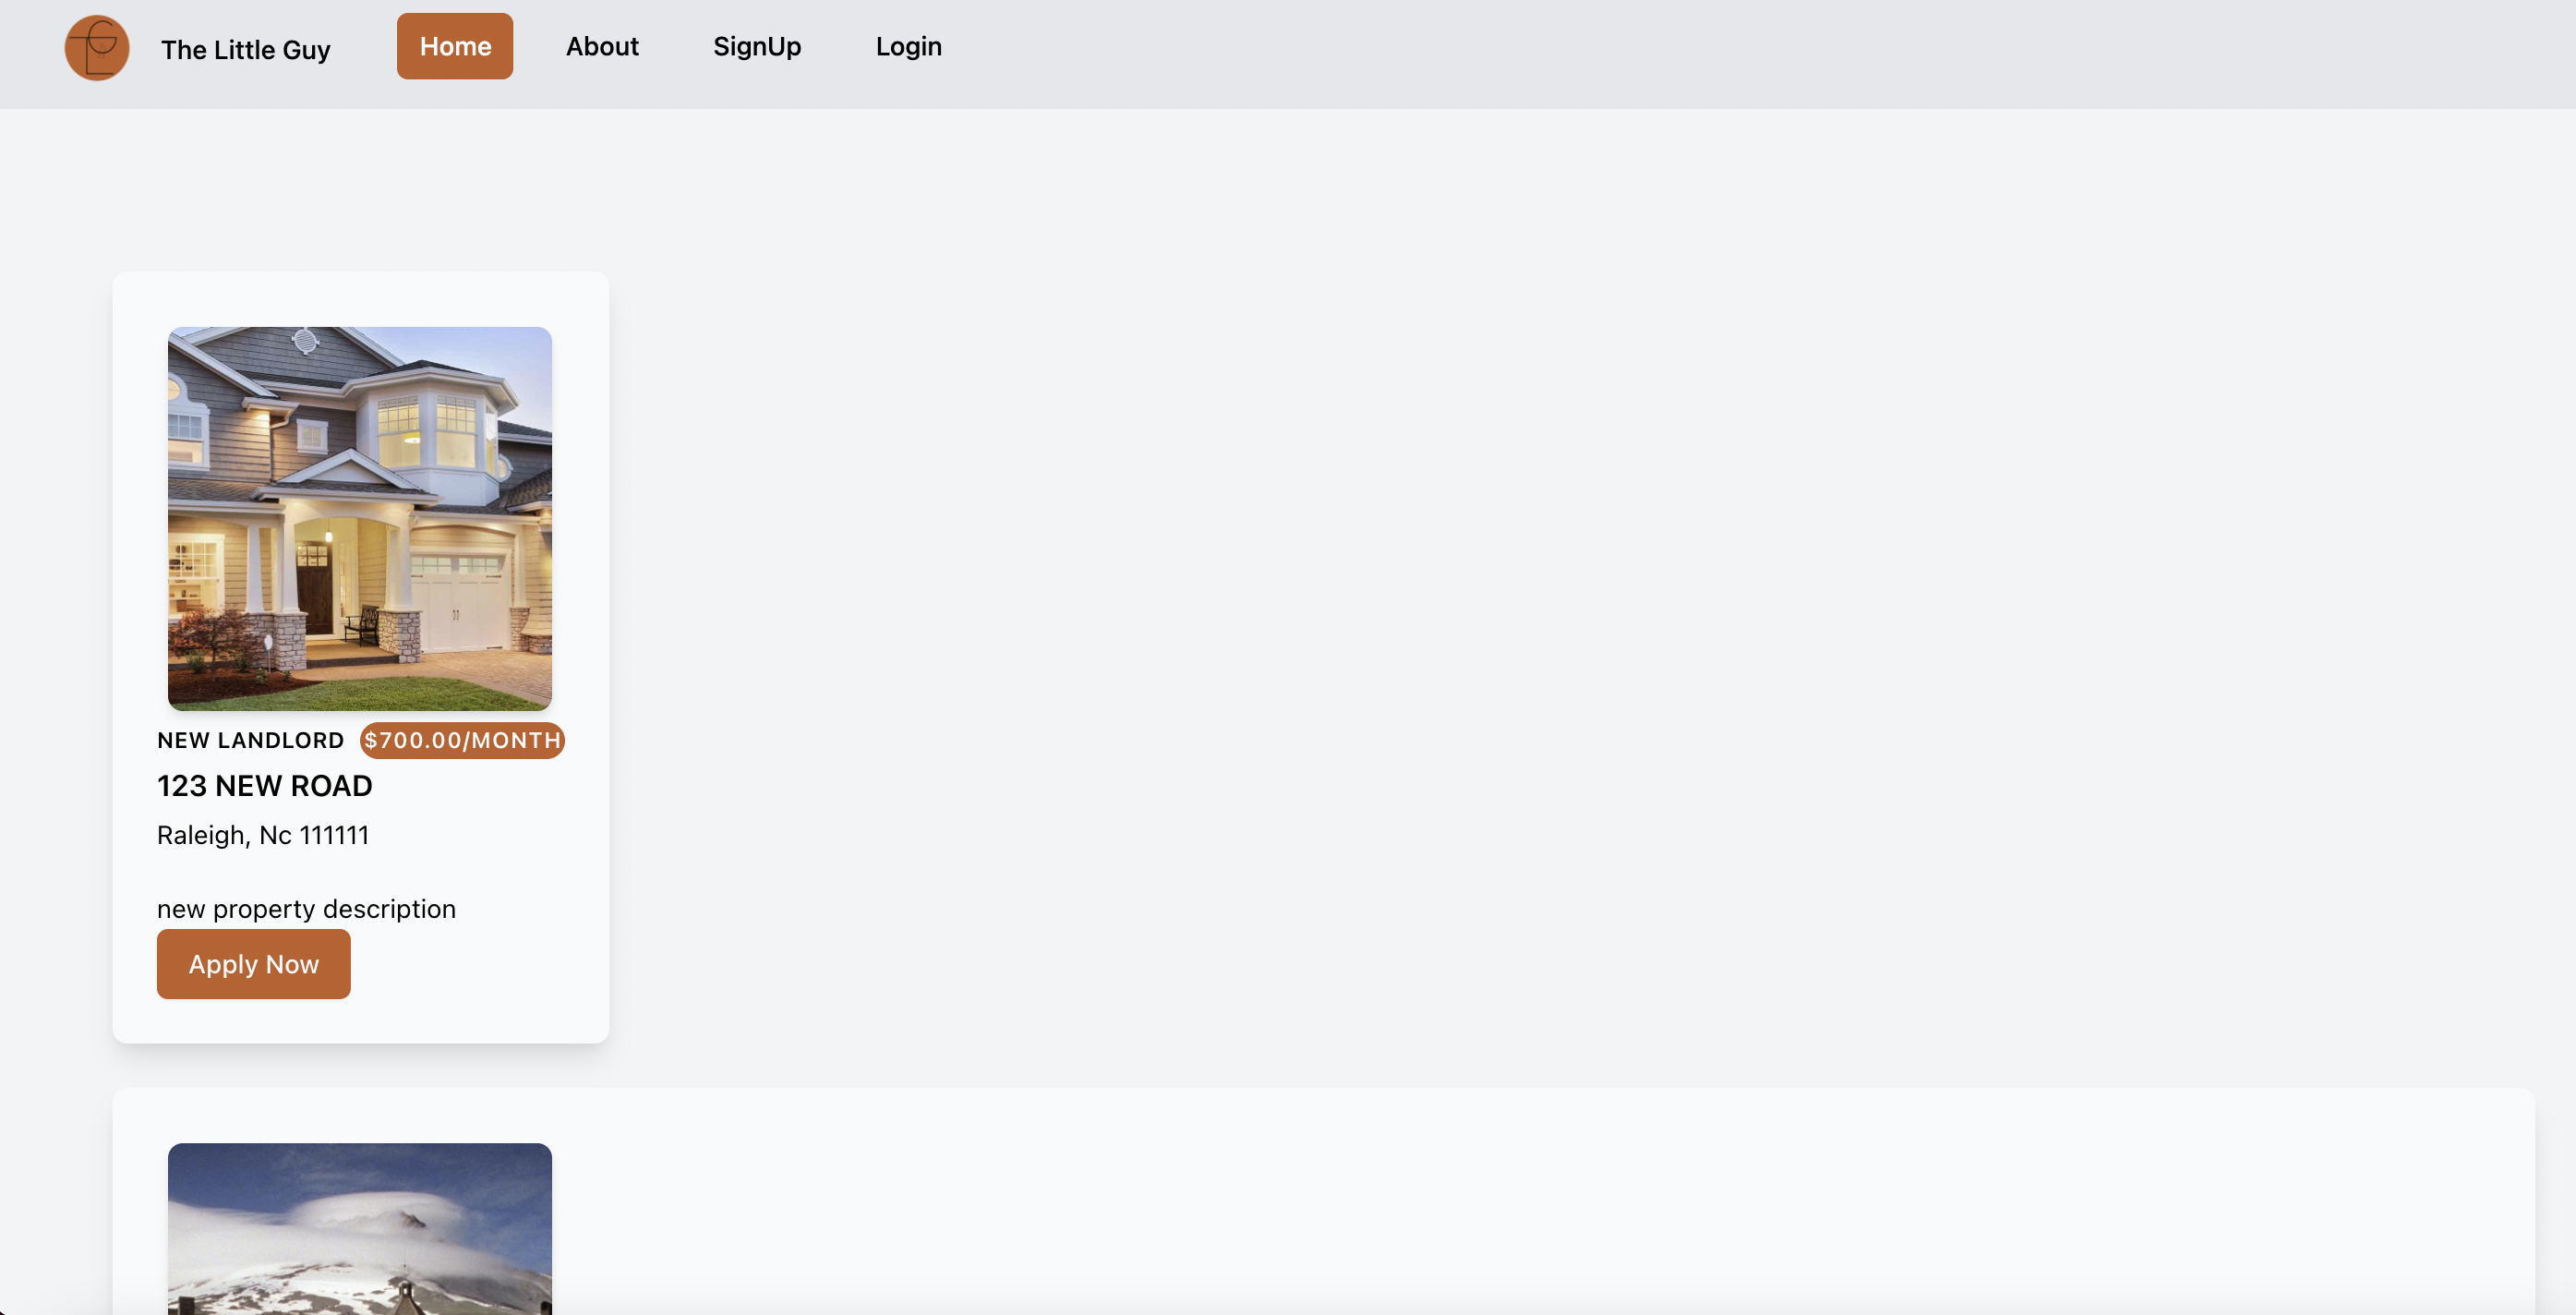 The Little Guy Home About SignUp Login
NEW LANDLORD $700.00/MONTH
123 NEW ROAD
Raleigh, Nc 111111
new property description
Apply Now